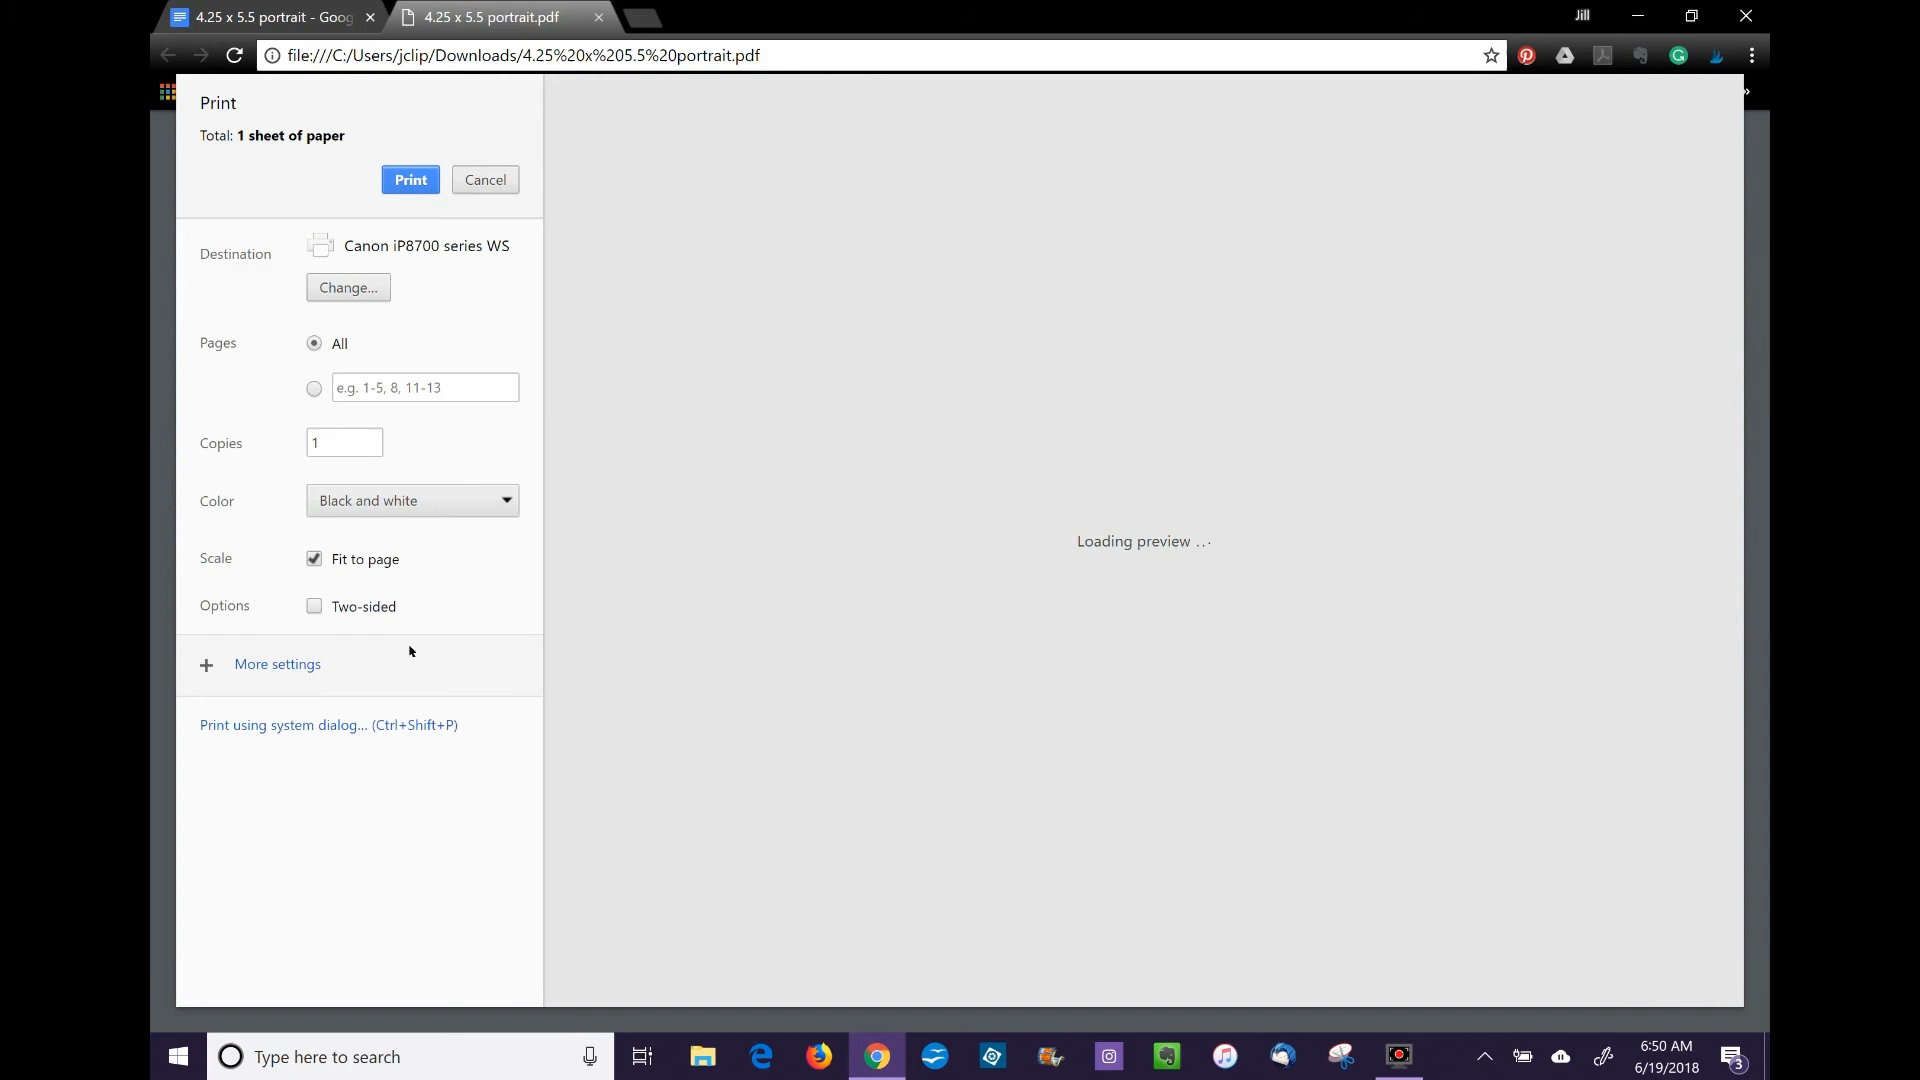 4.25 x 5.5 portrait - Goog
4.25 x 5.5 portrait.pdf
Jill
file:///C:/Users/jclip/Downloads/4.25%20x%205.5%20portrait.pdf
Print
Total: 1 sheet of paper
Print
Cancel
Destination
Canon iP8700 series WS
Change...
Pages
All
e.g. 1-5, 8, 11-13
Copies
1
Color
Black and white
Scale
Fit to page
Options
Two-sided
More settings
Print using system dialog... (Ctrl+Shift+P)
Loading preview ...
Type here to search
6:50 AM
6/19/2018
3